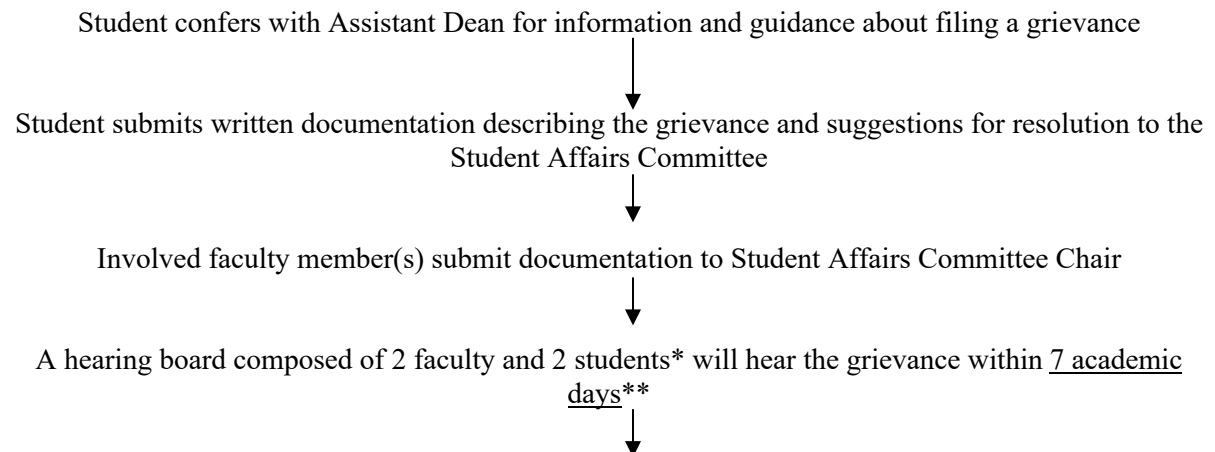 Student confers with Assistant Dean for information and guidance about filing a grievance
Student submits written documentation describing the grievance and suggestions for resolution to the
Student Affairs Committee
Involved faculty member(s) submit documentation to Student Affairs Committee Chair
A hearing board composed of 2 faculty and 2 students* will hear the grievance within 7 academic
days**